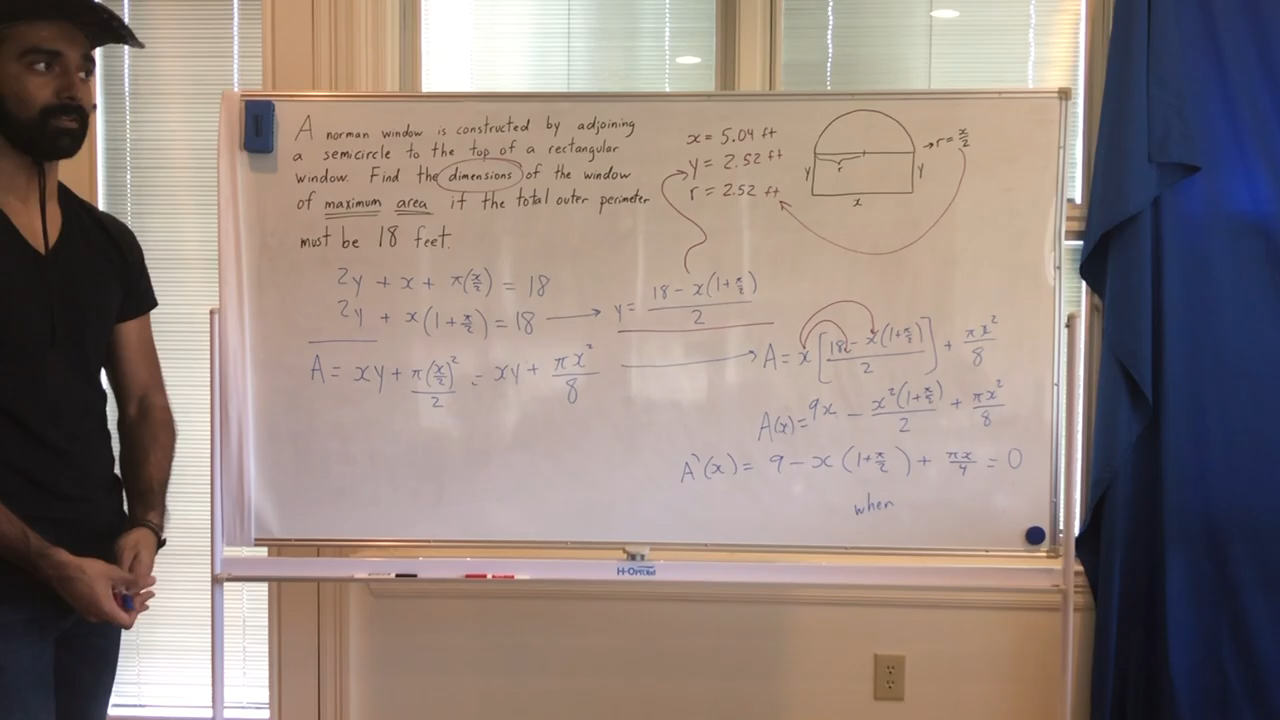 A norman window is constructed by adjoining
a semicircle to the top of a rectangular
window. Find the dimensions of the window
of maximum area if the total outer perimeter
must be 18 feet.
x = 5.04 ft
y = 2.52 ft
r = 2.52 ft
r
y
y
x
→ r = x/2
2y + x + π(x/2) = 18
2y + x(1+π/2) = 18 → y = (18 - x(1+π/2))/2
A = xy + π(x/2)²/2 = xy + πx²/8 → A = x[(18 - x(1+π/2))/2] + πx²/8
A(x) = 9x - x²(1+π/2)/2 + πx²/8
A'(x) = 9 - x(1+π/2) + πx/4 = 0
when
H-OPTUM